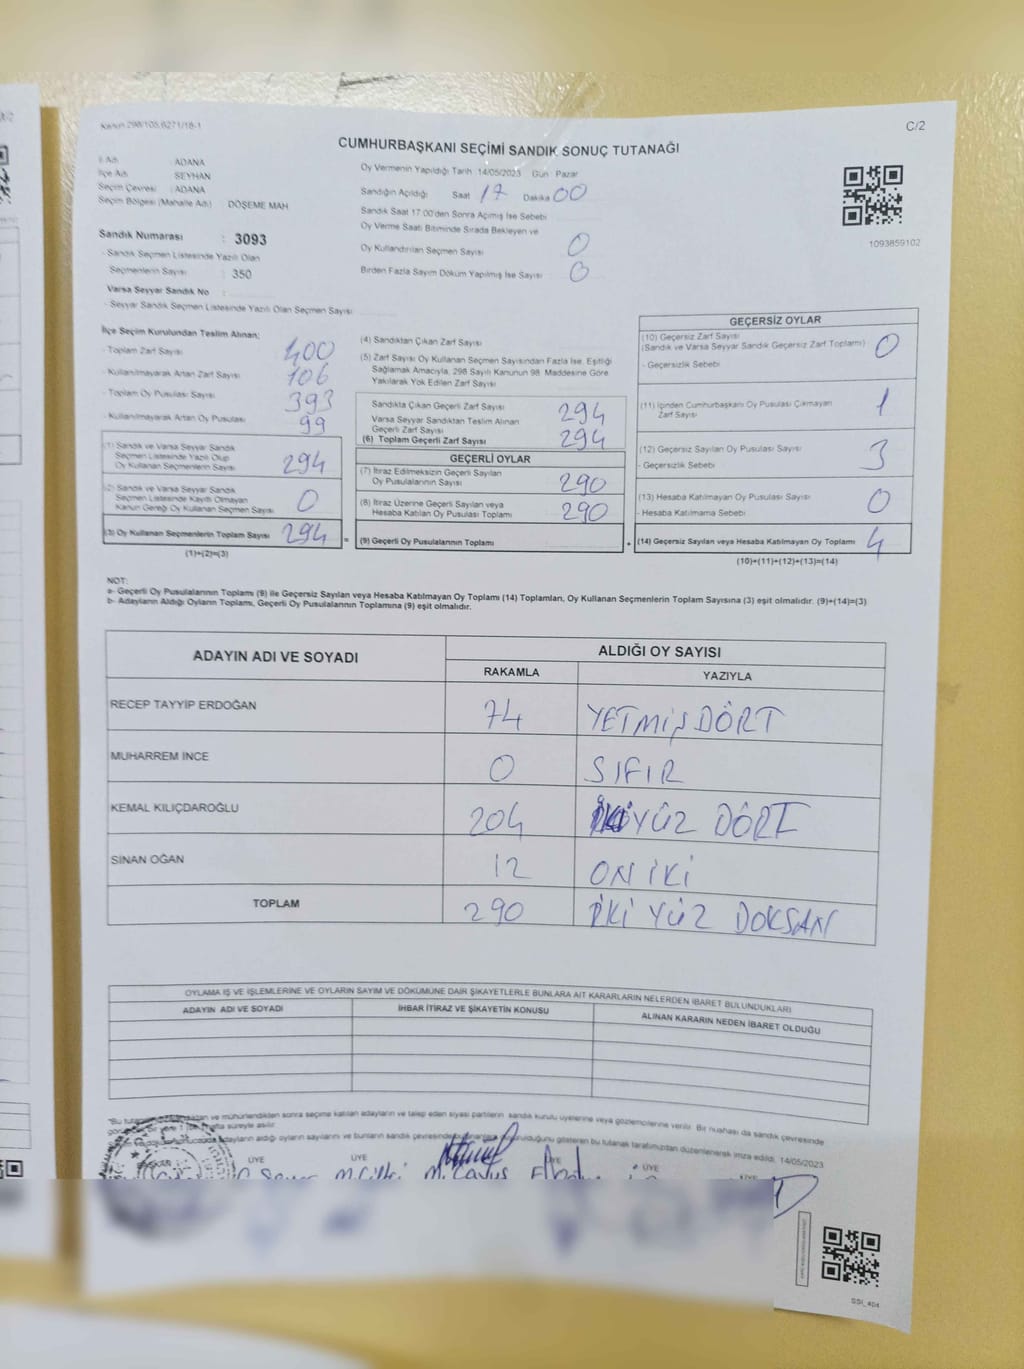 Kanun 298/105,6271/18-1
C/2
CUMHURBAŞKANI SEÇİMİ SANDIK SONUÇ TUTANAĞI
İl Adı : ADANA
İlçe Adı : SEYHAN
Seçim Çevresi : ADANA
Seçim Bölgesi (Mahalle Adı) DÖŞEME MAH
Sandık Numarası : 3093
- Sandık Seçmen Listesinde Yazılı Olan
Seçmenlerin Sayısı : 350
Varsa Seyyar Sandık No :
- Seyyar Sandık Seçmen Listesinde Yazılı Olan Seçmen Sayısı
Oy Vermenin Yapıldığı Tarih 14/05/2023 Gün Pazar
Sandığın Açıldığı Saat 17 Dakika 00
Sandık Saat 17:00'den Sonra Açılmış İse Sebebi
Oy Verme Saati Bitiminde Sırada Bekleyen ve
Oy Kullandırılan Seçmen Sayısı 0
Birden Fazla Sayım Döküm Yapılmış İse Sayısı 0
1093859102
İlçe Seçim Kurulundan Teslim Alınan;
- Toplam Zarf Sayısı 400
- Kullanılmayarak Artan Zarf Sayısı 106
- Toplam Oy Pusulası Sayısı 393
- Kullanılmayarak Artan Oy Pusulası 99
(1) Sandık ve Varsa Seyyar Sandık
Seçmen Listesinde Yazılı Olup
Oy Kullanan Seçmenlerin Sayısı 294
(2) Sandık ve Varsa Seyyar Sandık
Seçmen Listesinde Kayıtlı Olmayan
Kanun Gereği Oy Kullanan Seçmen Sayısı 0
(3) Oy Kullanan Seçmenlerin Toplam Sayısı 294
(1)+(2)=(3)
=
(4) Sandıktan Çıkan Zarf Sayısı
(5) Zarf Sayısı Oy Kullanan Seçmen Sayısından Fazla İse, Eşitliği
Sağlamak Amacıyla, 298 Sayılı Kanunun 98. Maddesine Göre
Yakılarak Yok Edilen Zarf Sayısı
Sandıkta Çıkan Geçerli Zarf Sayısı 294
Varsa Seyyar Sandıktan Teslim Alınan
Geçerli Zarf Sayısı
(6) Toplam Geçerli Zarf Sayısı 294
GEÇERLİ OYLAR
(7) İtiraz Edilmeksizin Geçerli Sayılan
Oy Pusulalarının Sayısı 290
(8) İtiraz Üzerine Geçerli Sayılan veya
Hesaba Katılan Oy Pusulası Toplamı 290
(9) Geçerli Oy Pusulalarının Toplamı
+
GEÇERSİZ OYLAR
(10) Geçersiz Zarf Sayısı
(Sandık ve Varsa Seyyar Sandık Geçersiz Zarf Toplamı) 0
- Geçersizlik Sebebi
(11) İçinden Cumhurbaşkanı Oy Pusulası Çıkmayan
Zarf Sayısı 1
(12) Geçersiz Sayılan Oy Pusulası Sayısı 3
- Geçersizlik Sebebi
(13) Hesaba Katılmayan Oy Pusulası Sayısı 0
- Hesaba Katılmama Sebebi
(14) Geçersiz Sayılan veya Hesaba Katılmayan Oy Toplamı 4
(10)+(11)+(12)+(13)=(14)
NOT:
a- Geçerli Oy Pusulalarının Toplamı (9) ile Geçersiz Sayılan veya Hesaba Katılmayan Oy Toplamı (14) Toplamları, Oy Kullanan Seçmenlerin Toplam Sayısına (3) eşit olmalıdır. (9)+(14)=(3)
b- Adayların Aldığı Oyların Toplamı, Geçerli Oy Pusulalarının Toplamına (9) eşit olmalıdır.
ADAYIN ADI VE SOYADI ALDIĞI OY SAYISI
RAKAMLA YAZIYLA
RECEP TAYYİP ERDOĞAN 74 YETMİŞ DÖRT
MUHARREM İNCE 0 SIFIR
KEMAL KILIÇDAROĞLU 204 İKİ YÜZ DÖRT
SİNAN OĞAN 12 ON İKİ
TOPLAM 290 İKİ YÜZ DOKSAN
OYLAMA İŞ VE İŞLEMLERİNE VE OYLARIN SAYIM VE DÖKÜMÜNE DAİR ŞİKAYETLERLE BUNLARA AİT KARARLARIN NELERDEN İBARET BULUNDUKLARI
ADAYIN ADI VE SOYADI İHBAR İTİRAZ VE ŞİKAYETİN KONUSU ALINAN KARARIN NEDEN İBARET OLDUĞU
ve mühürlendikten sonra seçime katılan adayların ve talep eden siyasi partilerin sandık kurulu üyelerine veya gözlemcilerine verilir. Bir nüshası da sandık çevresinde
süreyle asılır.
adayların aldığı oyların sayılarını ve bunların sandık çevresinde gösteren bu tutanak tarafımızdan düzenlenerek imza edildi. 14/05/2023
BAŞKAN ÜYE ÜYE ÜYE ÜYE ÜYE
SSI_404